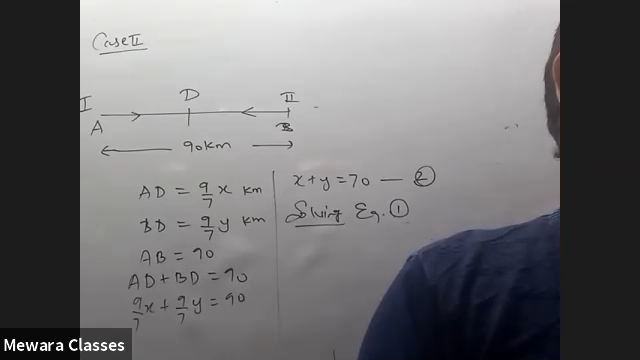 Case II
I D II
A B
90km
AD = 9/7 x km
BD = 9/7 y km
AB = 90
AD + BD = 90
9/7 x + 9/7 y = 90
x + y = 70 — ②
Solving Eq. ①
Mewara Classes